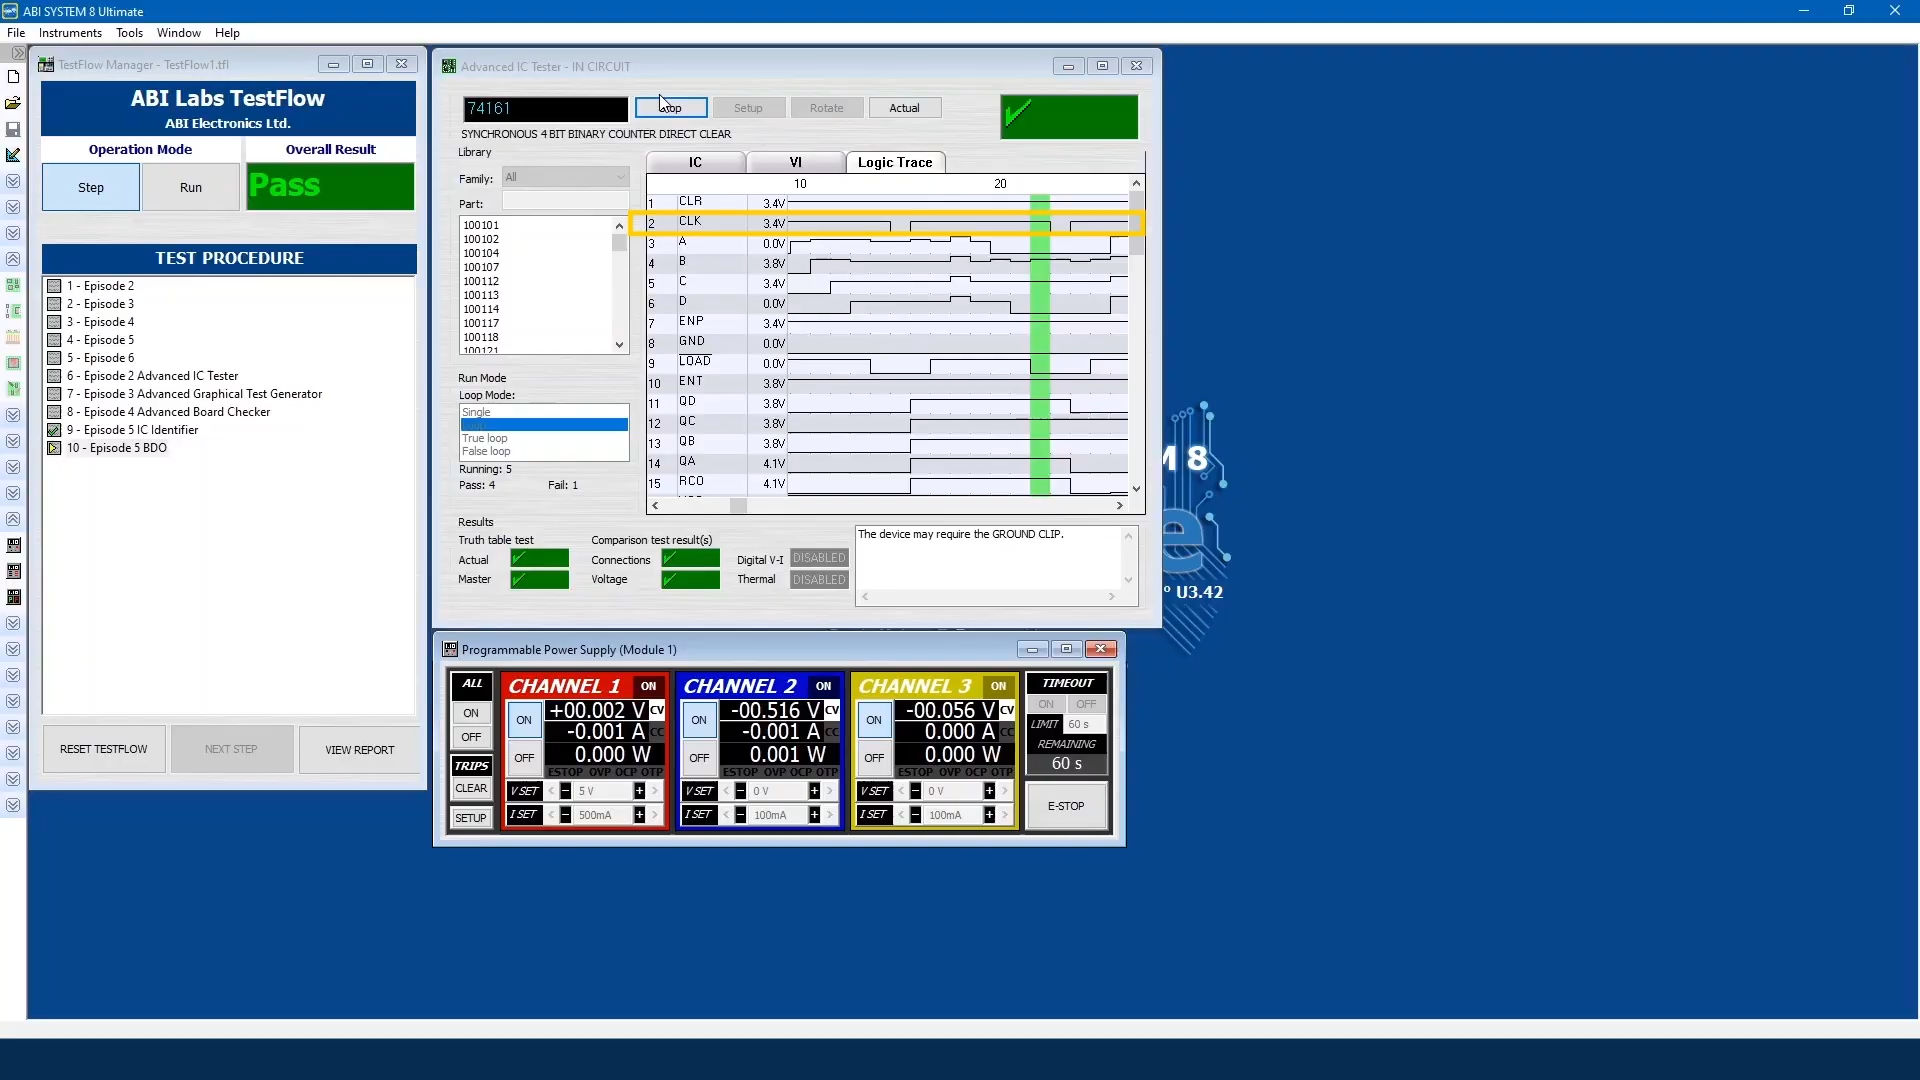 ABI SYSTEM 8 Ultimate
File Instruments Tools Window Help
TestFlow Manager - TestFlow1.tfl
ABI Labs TestFlow
ABI Electronics Ltd.
Operation Mode Overall Result
Step Run Pass
TEST PROCEDURE
1 - Episode 2
2 - Episode 3
3 - Episode 4
4 - Episode 5
5 - Episode 6
6 - Episode 2 Advanced IC Tester
7 - Episode 3 Advanced Graphical Test Generator
8 - Episode 4 Advanced Board Checker
9 - Episode 5 IC Identifier
10 - Episode 5 BDO
RESET TESTFLOW NEXT STEP VIEW REPORT
Advanced IC Tester - IN CIRCUIT
74161 Setup Rotate Actual
SYNCHRONOUS 4 BIT BINARY COUNTER DIRECT CLEAR
Library
Family: All
Part:
100101
100102
100104
100107
100112
100113
100114
100117
100118
100121
Run Mode
Loop Mode:
Single
True loop
False loop
Running: 5
Pass: 4 Fail: 1
IC VI Logic Trace
10 20
1 CLR 3.4V
2 CLK 3.4V
3 A 0.0V
4 B 3.8V
5 C 3.4V
6 D 0.0V
7 ENP 3.4V
8 GND 0.0V
9 LOAD 0.0V
10 ENT 3.8V
11 QD 3.8V
12 QC 3.8V
13 QB 3.8V
14 QA 4.1V
15 RCO 4.1V
Results
Truth table test Comparison test result(s)
Actual Connections Digital V-I DISABLED
Master Voltage Thermal DISABLED
The device may require the GROUND CLIP.
M 8
e
° U3.42
Programmable Power Supply (Module 1)
ALL
ON
OFF
TRIPS
CLEAR
SETUP
CHANNEL 1 ON
ON +00.002 V CV
-0.001 A CC
OFF 0.000 W
ESTOP OVP OCP OTP
V SET < - 5 V + >
I SET < - 500mA + >
CHANNEL 2 ON
ON -00.516 V CV
-0.001 A CC
OFF 0.001 W
ESTOP OVP OCP OTP
V SET < - 0 V + >
I SET < - 100mA + >
CHANNEL 3 ON
ON -00.056 V CV
0.000 A CC
OFF 0.000 W
ESTOP OVP OCP OTP
V SET < - 0 V + >
I SET < - 100mA + >
TIMEOUT
ON OFF
LIMIT 60 s
REMAINING
60 s
E-STOP